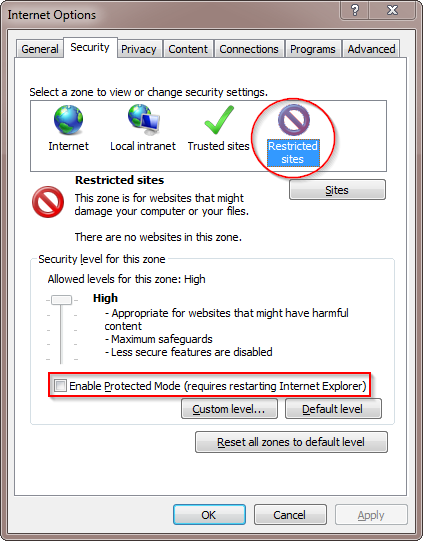 Internet Options
General Security Privacy Content Connections Programs Advanced
Select a zone to view or change security settings.
Internet Local intranet Trusted sites Restricted
sites
Restricted sites
Sites
This zone is for websites that might
damage your computer or your files.
There are no websites in this zone.
Security level for this zone
Allowed levels for this zone: High
High
- Appropriate for websites that might have harmful
content
- Maximum safeguards
- Less secure features are disabled
Enable Protected Mode (requires restarting Internet Explorer)
Custom level... Default level
Reset all zones to default level
OK Cancel Apply